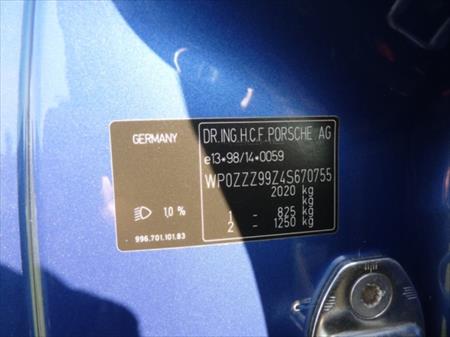 GERMANY
DR.ING.H.C.F.PORSCHE AG
e13*98/14*0059
WP0ZZZ99Z4S670755
2020 kg
kg
1 - 825 kg
2 - 1250 kg
1,0 %
996.701.101.83